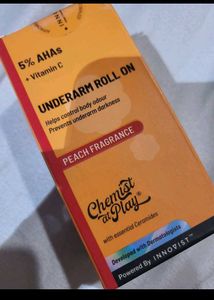 5% AHAs
+ Vitamin C
UNDERARM ROLL ON
Helps control body odour
Prevents underarm darkness
PEACH FRAGRANCE
Chemist
at
Play®
with essential Ceramides
Developed with Dermatologists
Powered By INNOVIST™